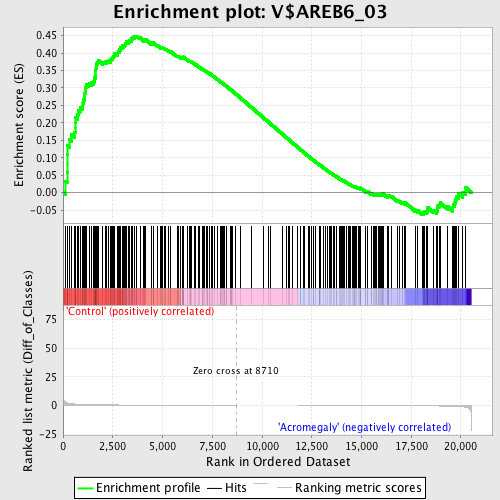 Enrichment plot: V$AREB6_03
Enrichment score (ES)
0.45
0.40
0.35
0.30
0.25
0.20
0.15
0.10
0.05
0.00
-0.05
'Control' (positively correlated)
Ranked list metric (Diff_of_Classes)
75
50
25
0
-25
Zero cross at 8710
'Acromegaly' (negatively correlated)
0
2,500
5,000
7,500
10,000
12,500
15,000
17,500
20,000
Rank in Ordered Dataset
Enrichment profile
Hits
Ranking metric scores